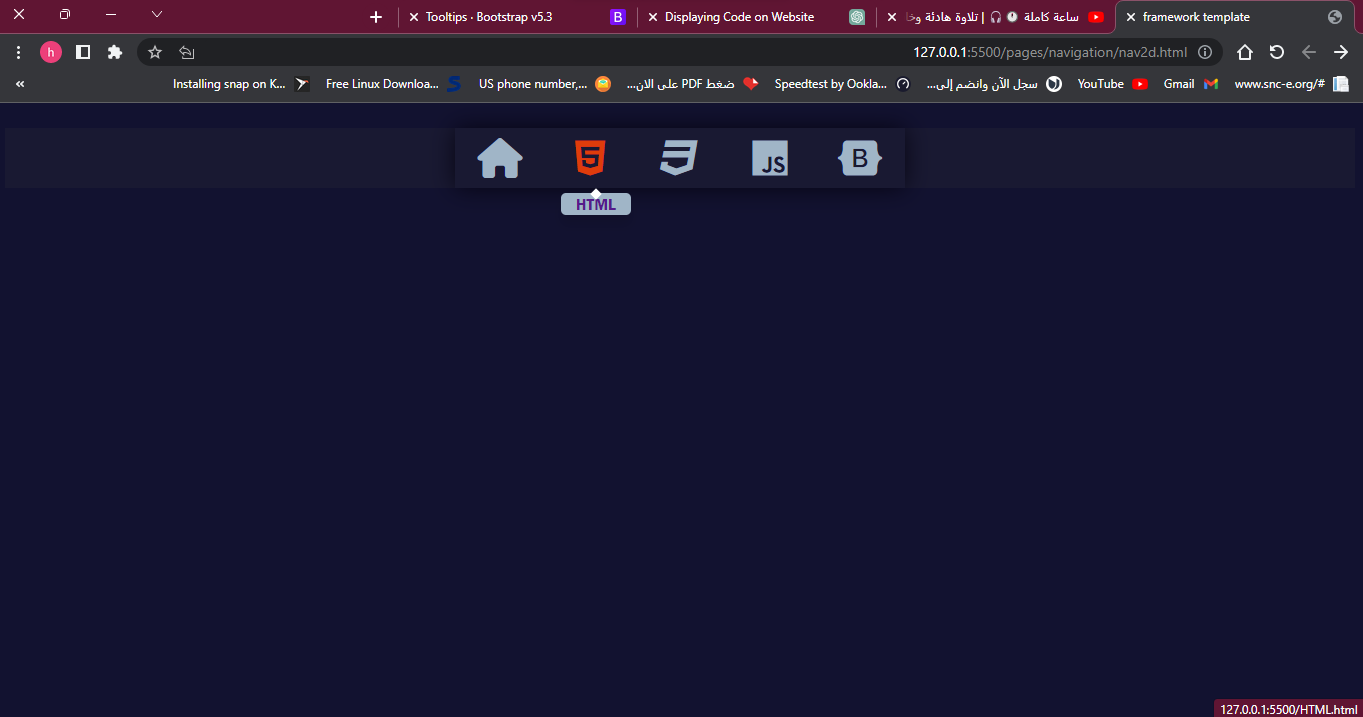 Tooltips · Bootstrap v5.3
Displaying Code on Website
ساعة كاملة 🕐 🎧 | تلاوة هادئة وخا
framework template
h
127.0.0.1:5500/pages/navigation/nav2d.html
«
Installing snap on K...
Free Linux Downloa...
US phone number,...
ضغط PDF على الان...
Speedtest by Ookla...
سجل الآن وانضم إلى...
YouTube
Gmail
www.snc-e.org/#
5
JS
B
HTML
127.0.0.1:5500/HTML.html